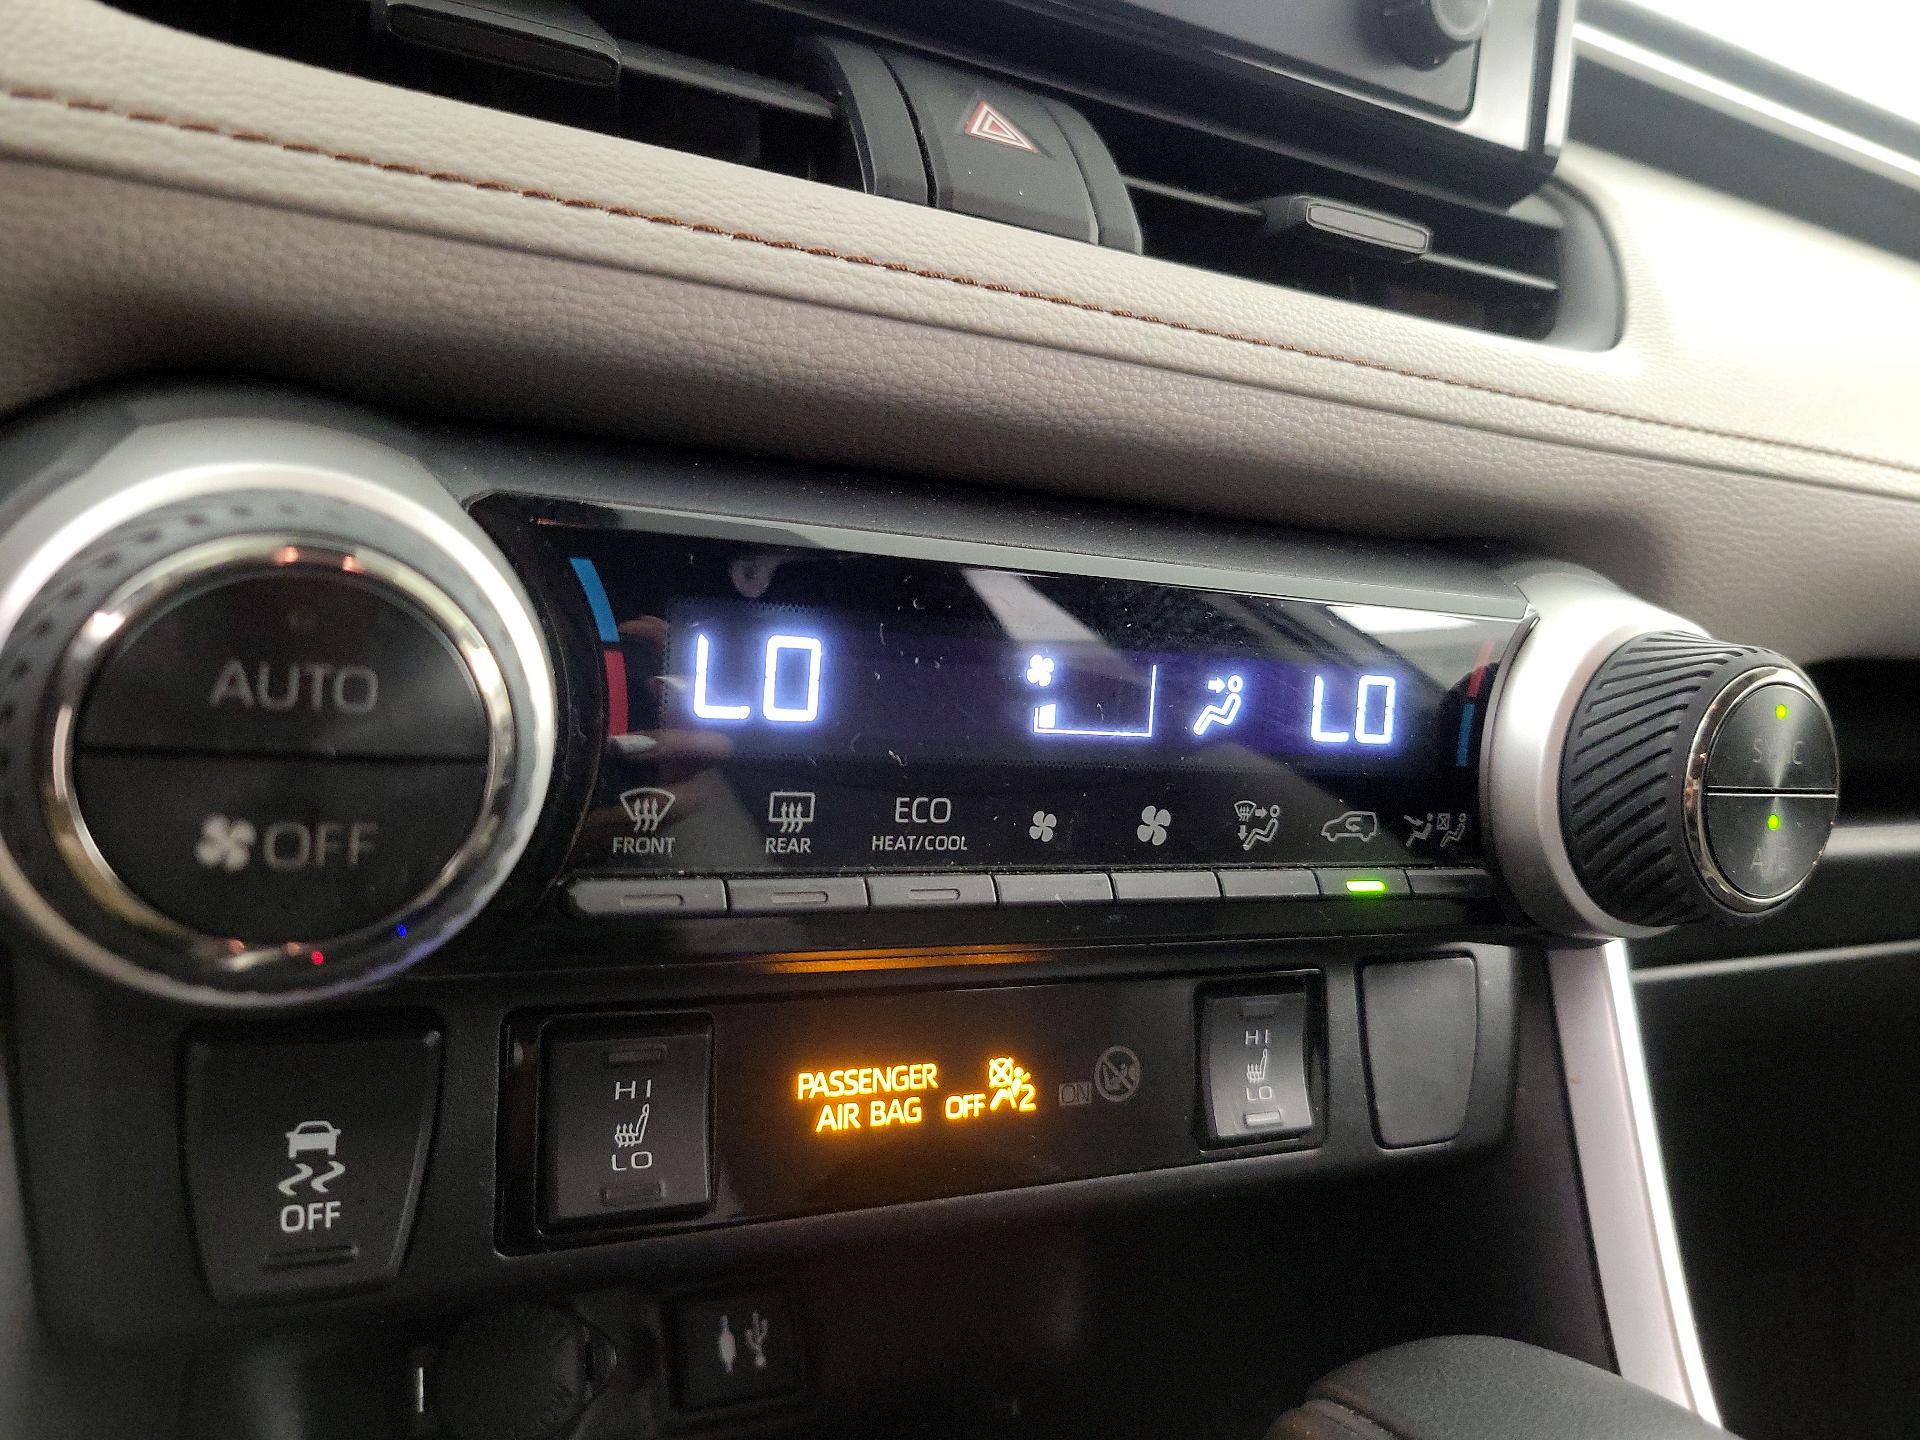 AUTO
OFF
LO
LO
FRONT
REAR
ECO
HEAT/COOL
SYNC
A/C
OFF
HI
LO
PASSENGER
AIR BAG OFF 2
ON
HI
LO